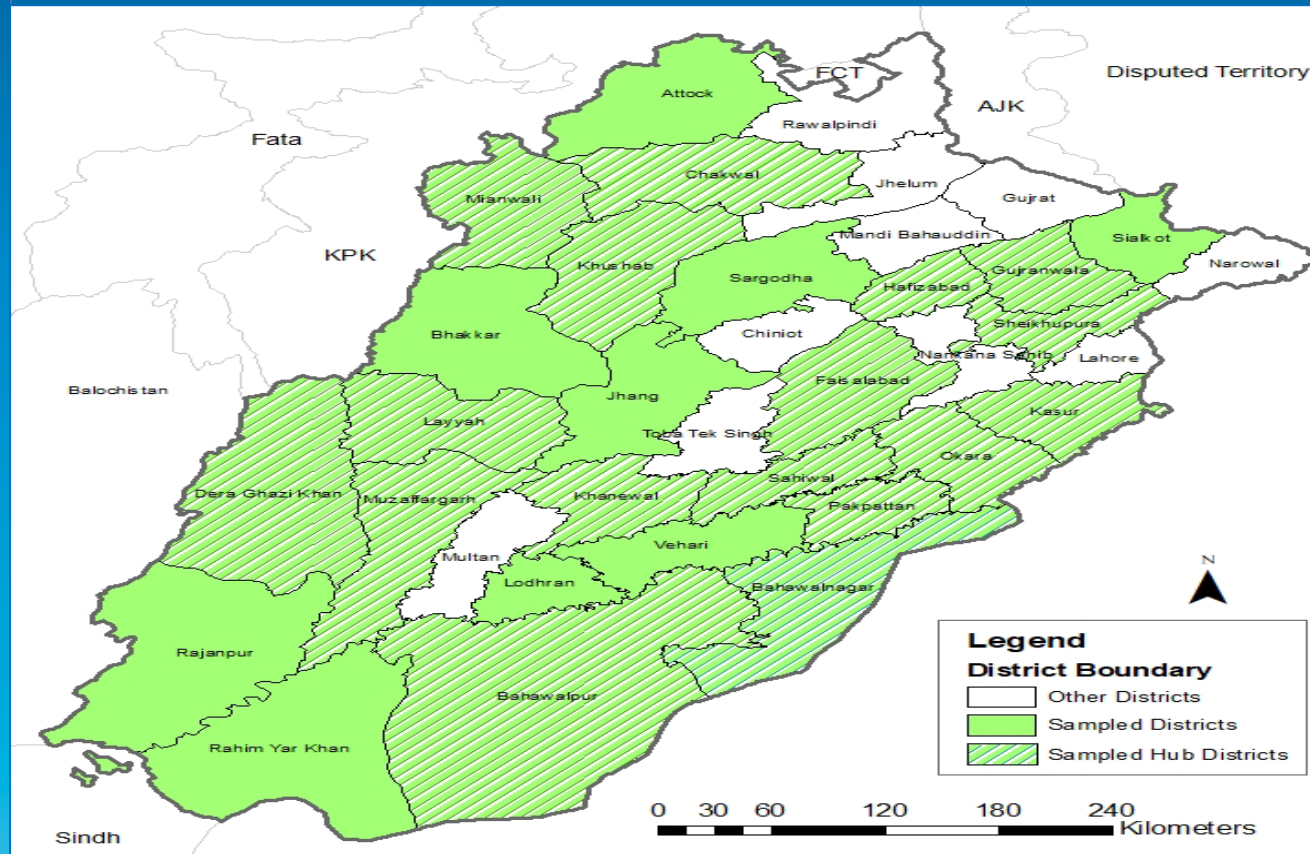 FCT
Disputed Territory
Attock
AJK
Rawalpindi
Fata
Chakwal
Jhelum
Mianwali
Gujrat
Mandi Bahauddin
Sialkot
KPK
Khushab
Narowal
Sargodha
Gujranwala
Hafizabad
Sheikhupura
Bhakkar
Chiniot
Nankana Sahib
Lahore
Balochistan
Faisalabad
Jhang
Kasur
Layyah
Toba Tek Singh
Okara
Sahiwal
Dera Ghazi Khan
Muzaffargarh
Khanewal
Pakpattan
Vehari
Multan
Lodhran
Bahawalnagar
N
Rajanpur
Bahawalpur
Rahim Yar Khan
Legend
District Boundary
Other Districts
Sampled Districts
Sampled Hub Districts
0 30 60 120 180 240
Kilometers
Sindh